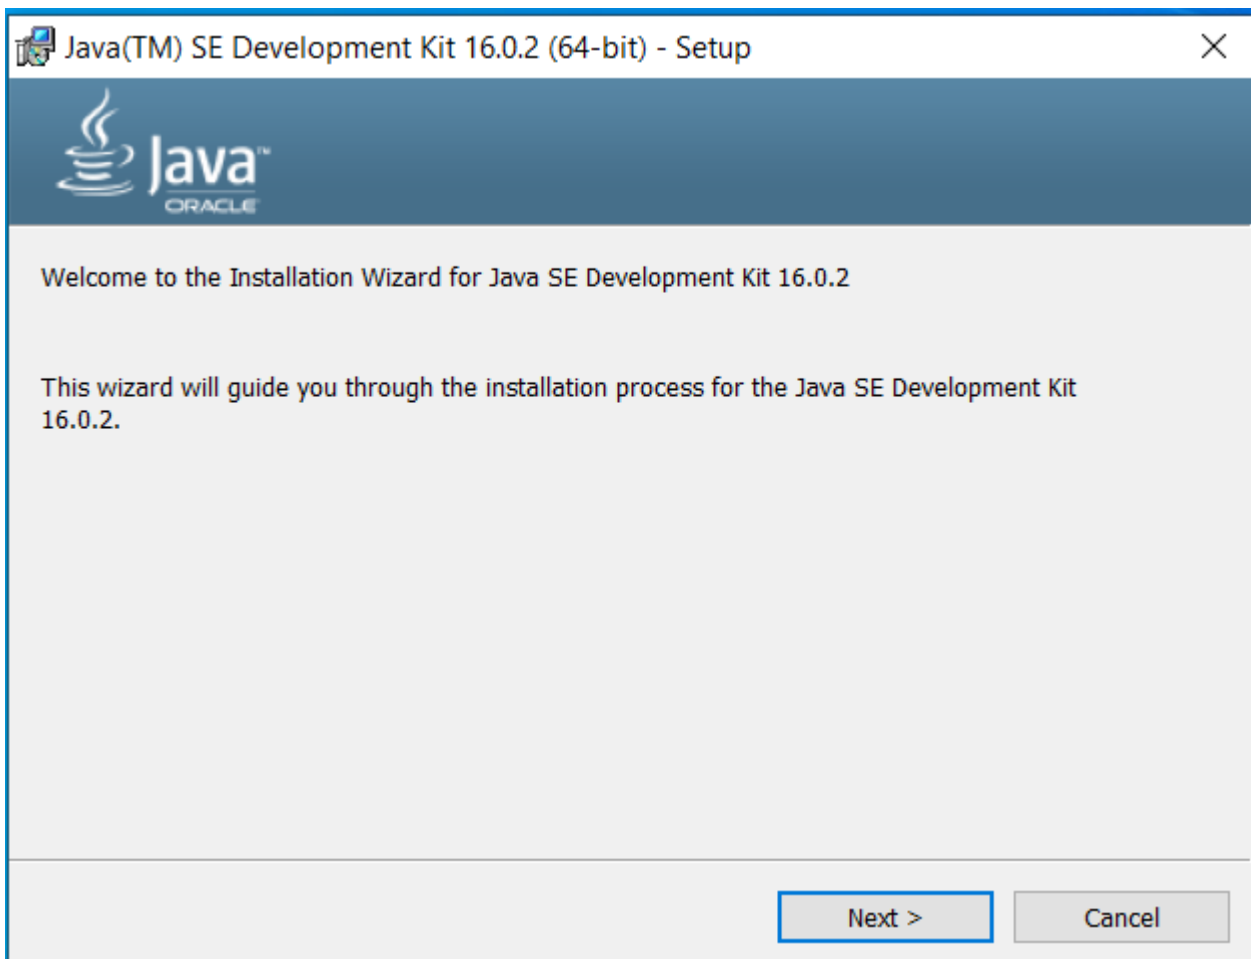 Java(TM) SE Development Kit 16.0.2 (64-bit) - Setup
Java™
ORACLE
Welcome to the Installation Wizard for Java SE Development Kit 16.0.2
This wizard will guide you through the installation process for the Java SE Development Kit
16.0.2.
Next >
Cancel